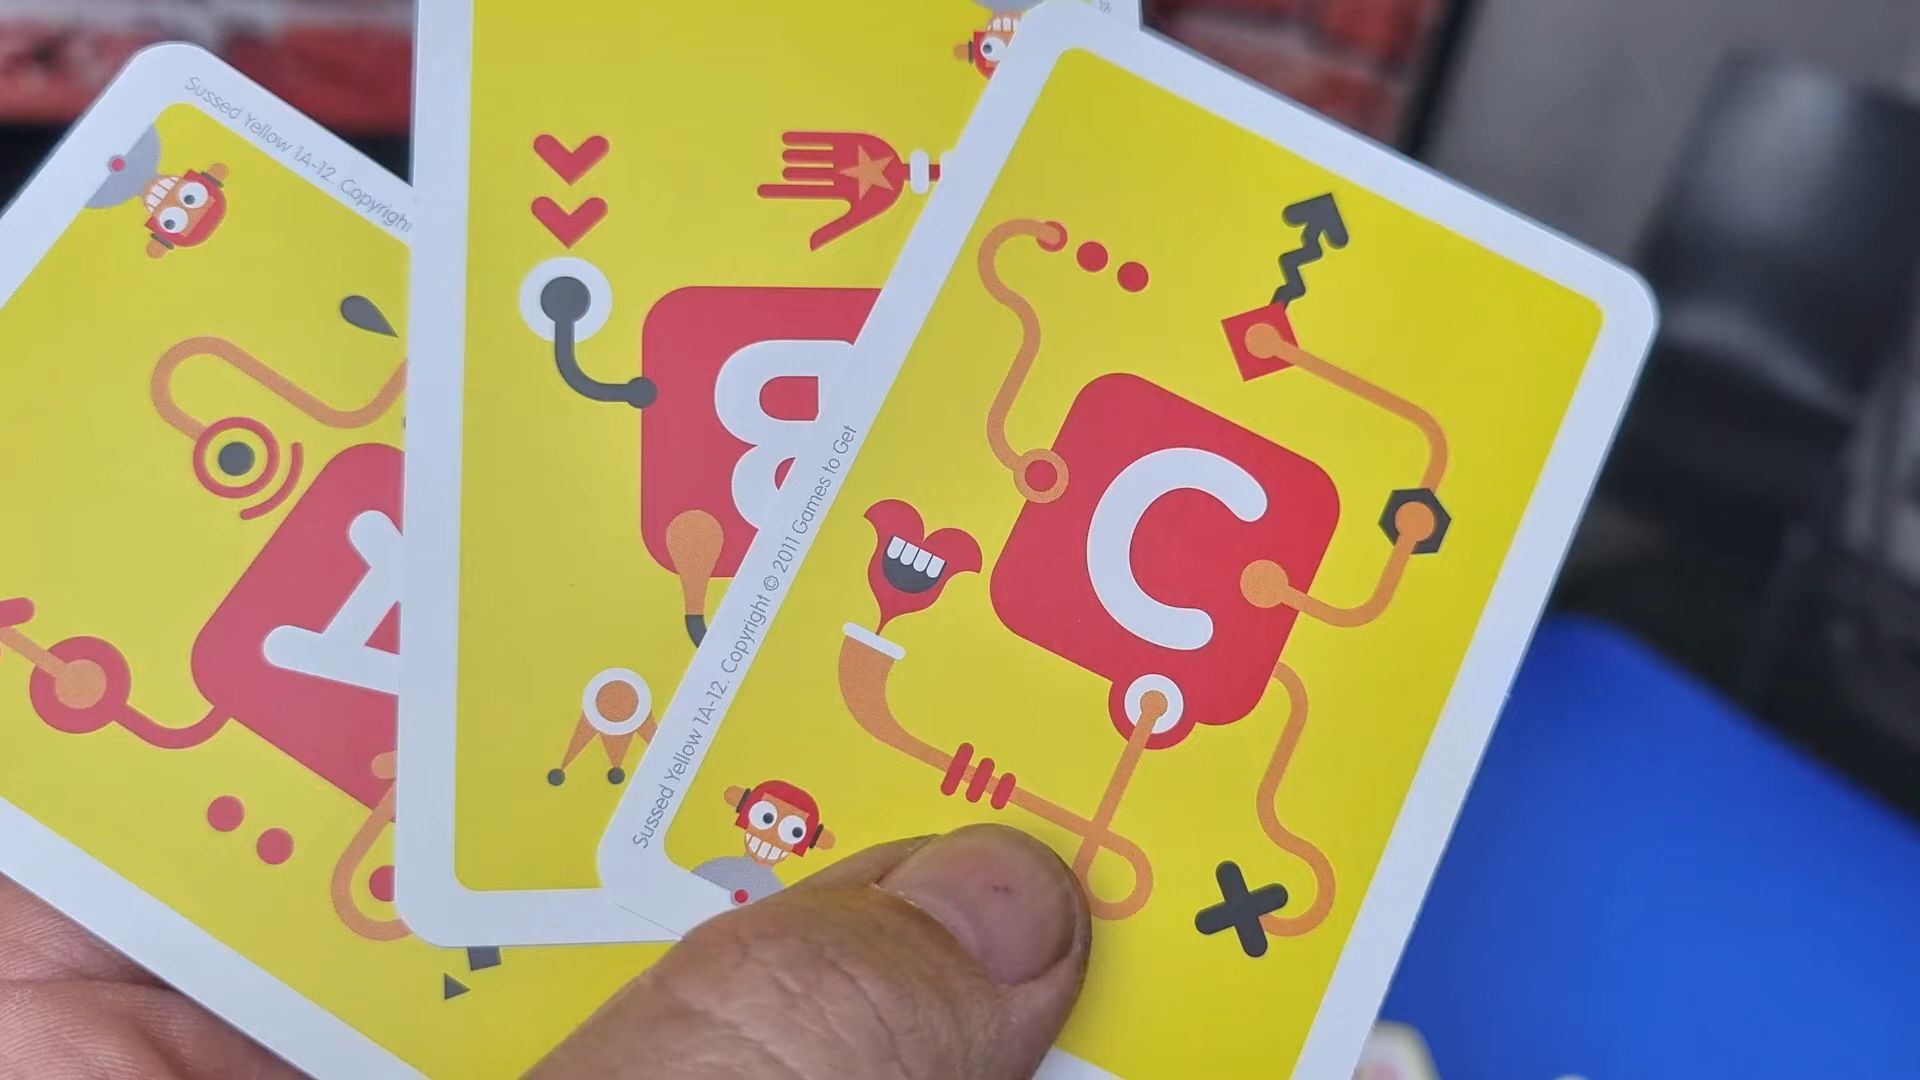 Sussed Yellow 1A-12. Copyright
A
B
Sussed Yellow 1A-12. Copyright © 2011 Games to Get
C